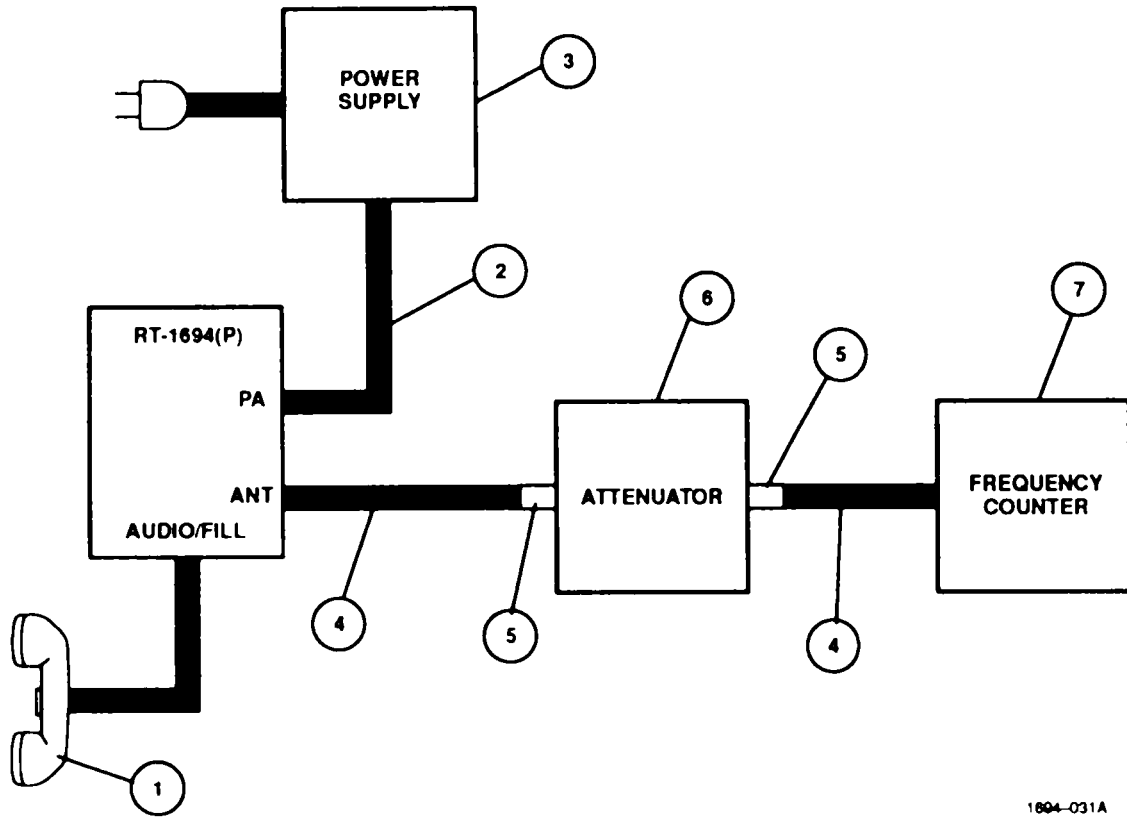 POWER
SUPPLY
3
2
RT-1694(P)
PA
ANT
AUDIO/FILL
6
7
5
ATTENUATOR
FREQUENCY
COUNTER
4
5
4
1
1694-031A